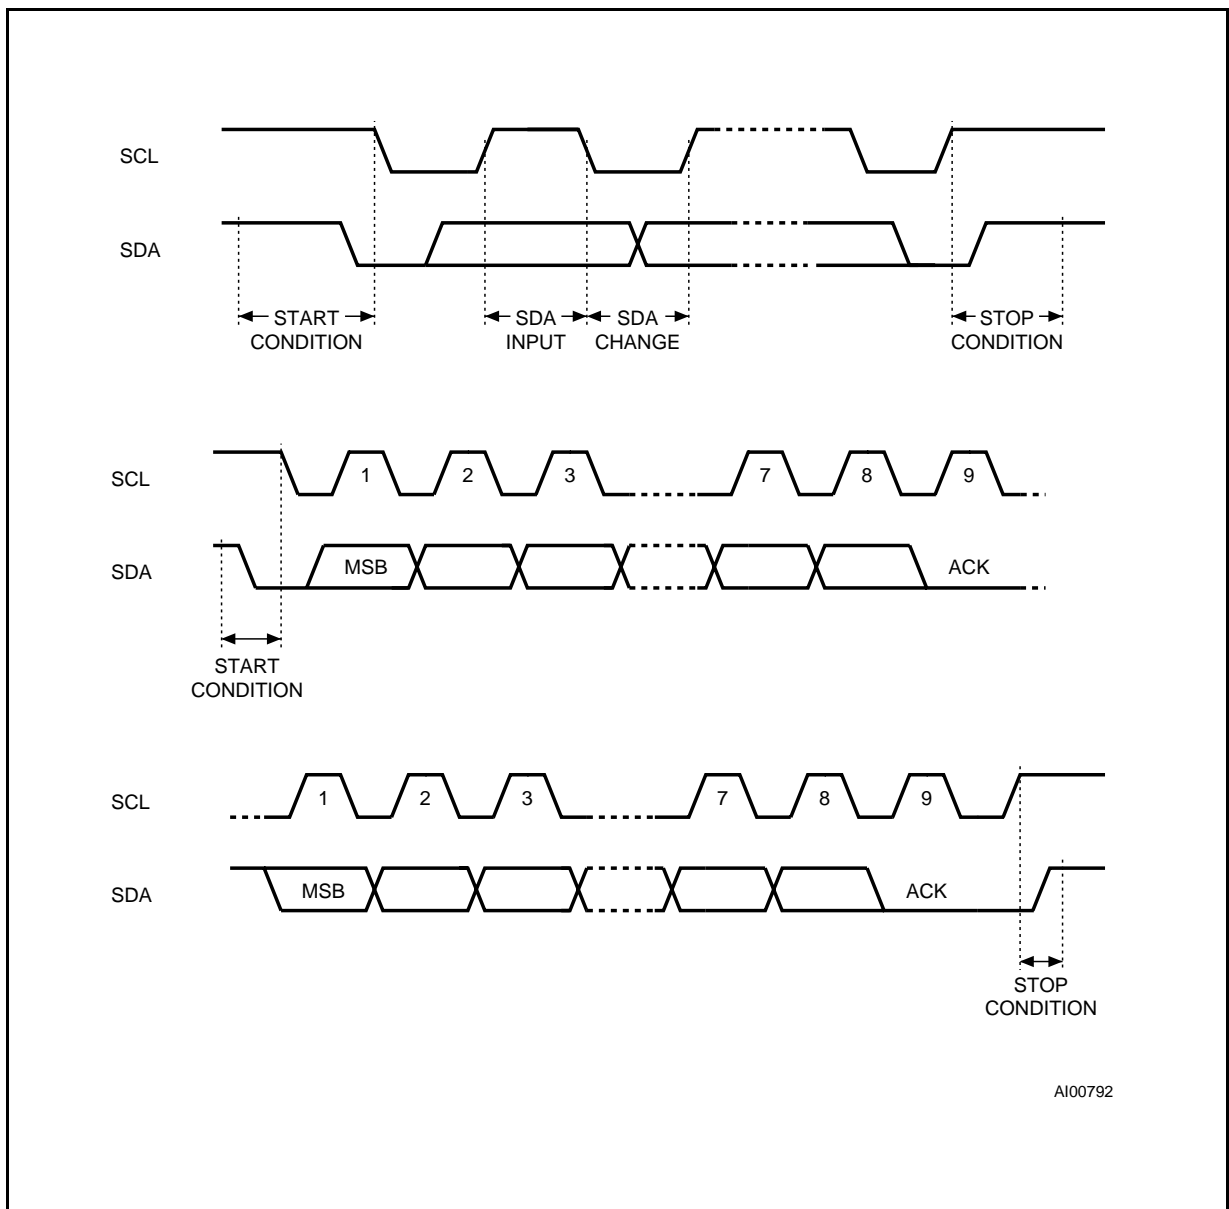 SCL
SDA
START
CONDITION
SDA
INPUT
SDA
CHANGE
STOP
CONDITION
SCL
1
2
3
7
8
9
SDA
MSB
ACK
START
CONDITION
SCL
1
2
3
7
8
9
SDA
MSB
ACK
STOP
CONDITION
AI00792